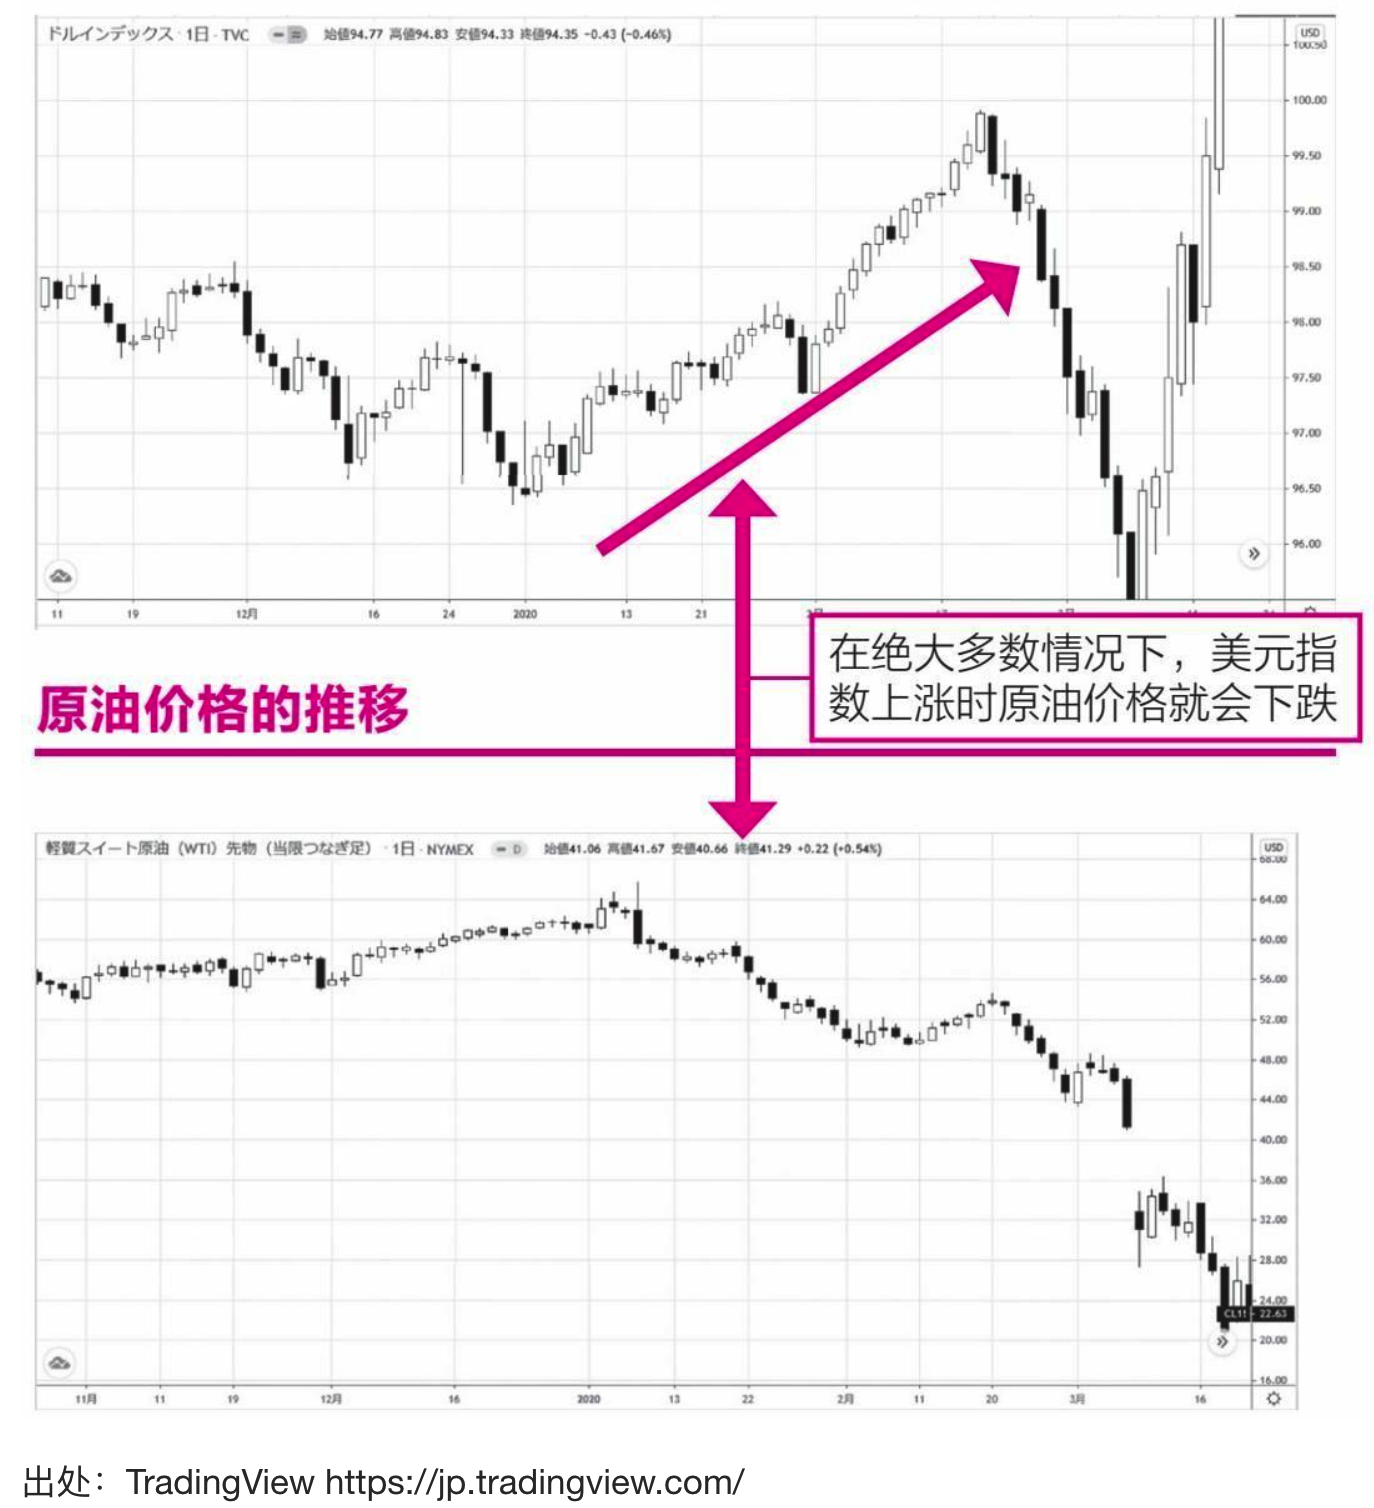 ドルインデックス · 1日 · TVC 始値94.77 高値94.83 安値94.33 終値94.35 −0.43 (−0.46%)
USD
100.50
100.00
99.50
99.00
98.50
98.00
97.50
97.00
96.50
96.00
11 19 12月 16 24 2020 13 21
在绝大多数情况下，美元指
数上涨时原油价格就会下跌
原油价格的推移
軽質スイート原油（WTI）先物（当限つなぎ足） · 1日 · NYMEX D 始値41.06 高値41.67 安値40.66 終値41.29 +0.22 (+0.54%)
USD
68.00
64.00
60.00
56.00
52.00
48.00
44.00
40.00
36.00
32.00
28.00
24.00
CL1! 22.63
20.00
16.00
11月 11 19 12月 16 2020 13 22 2月 11 20 3月 16
出处：TradingView https://jp.tradingview.com/